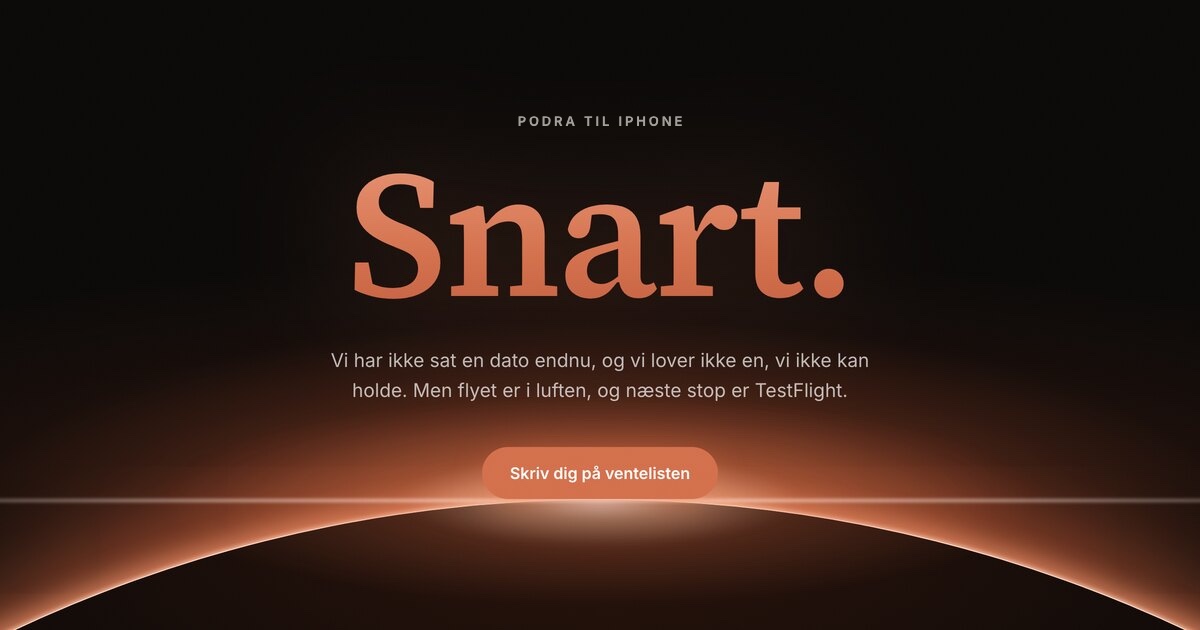 PODRA TIL IPHONE
Snart.
Vi har ikke sat en dato endnu, og vi lover ikke en, vi ikke kan
holde. Men flyet er i luften, og næste stop er TestFlight.
Skriv dig på ventelisten